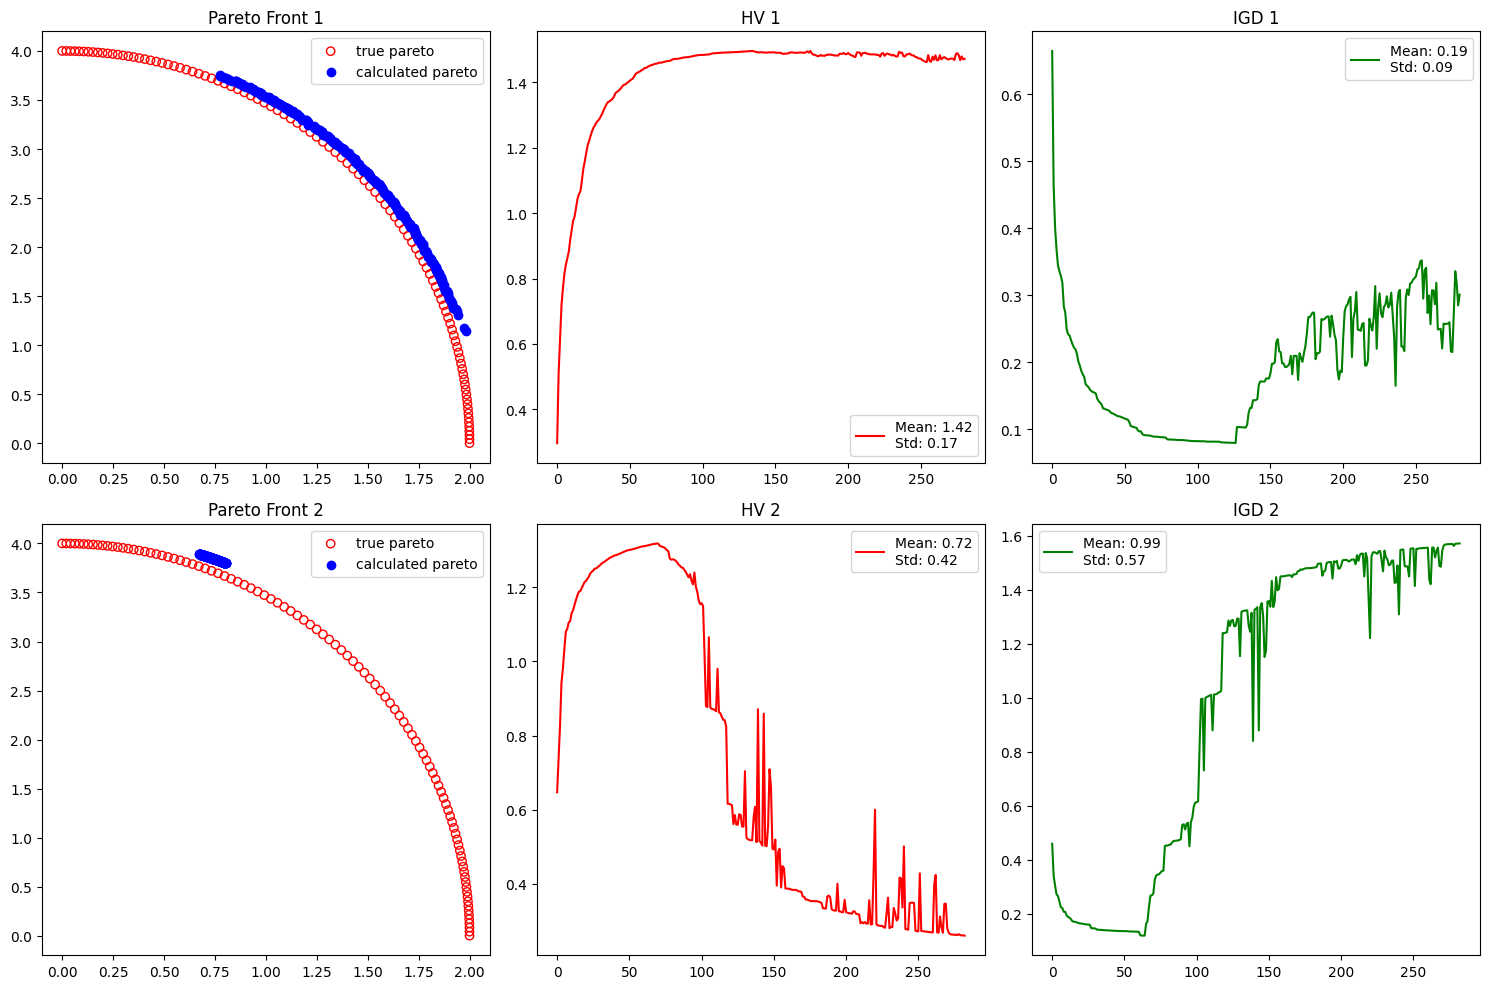 Pareto Front 1
4.0
3.5
3.0
2.5
2.0
1.5
1.0
0.5
0.0
true pareto
calculated pareto
0.00 0.25 0.50 0.75 1.00 1.25 1.50 1.75 2.00
HV 1
1.4
1.2
1.0
0.8
0.6
0.4
Mean: 1.42
Std: 0.17
0 50 100 150 200 250
IGD 1
0.6
0.5
0.4
0.3
0.2
0.1
Mean: 0.19
Std: 0.09
0 50 100 150 200 250
Pareto Front 2
4.0
3.5
3.0
2.5
2.0
1.5
1.0
0.5
0.0
true pareto
calculated pareto
0.00 0.25 0.50 0.75 1.00 1.25 1.50 1.75 2.00
HV 2
1.2
1.0
0.8
0.6
0.4
Mean: 0.72
Std: 0.42
0 50 100 150 200 250
IGD 2
1.6
1.4
1.2
1.0
0.8
0.6
0.4
0.2
Mean: 0.99
Std: 0.57
0 50 100 150 200 250